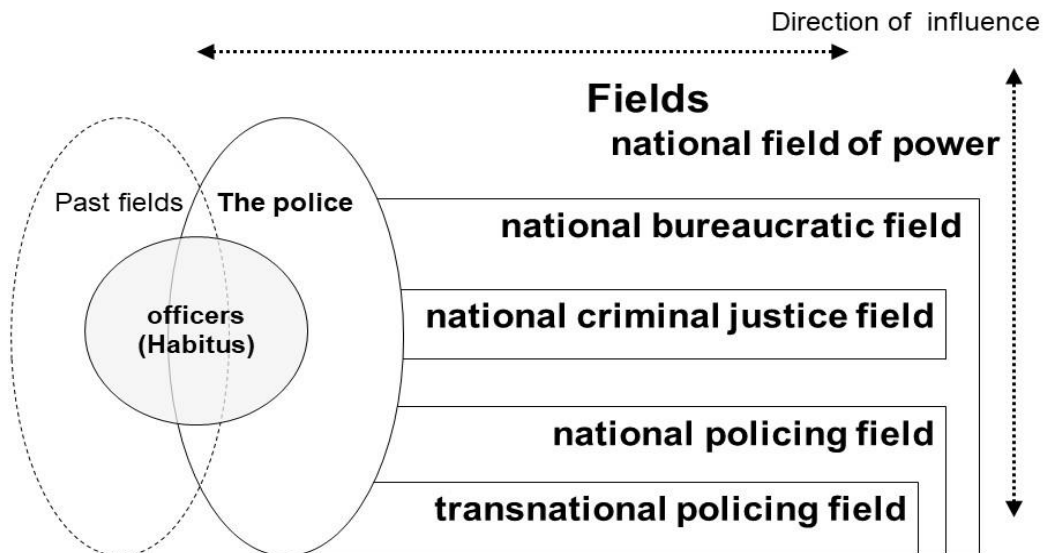 Direction of influence
Fields
national field of power
Past fields
The police
national bureaucratic field
officers
(Habitus)
national criminal justice field
national policing field
transnational policing field